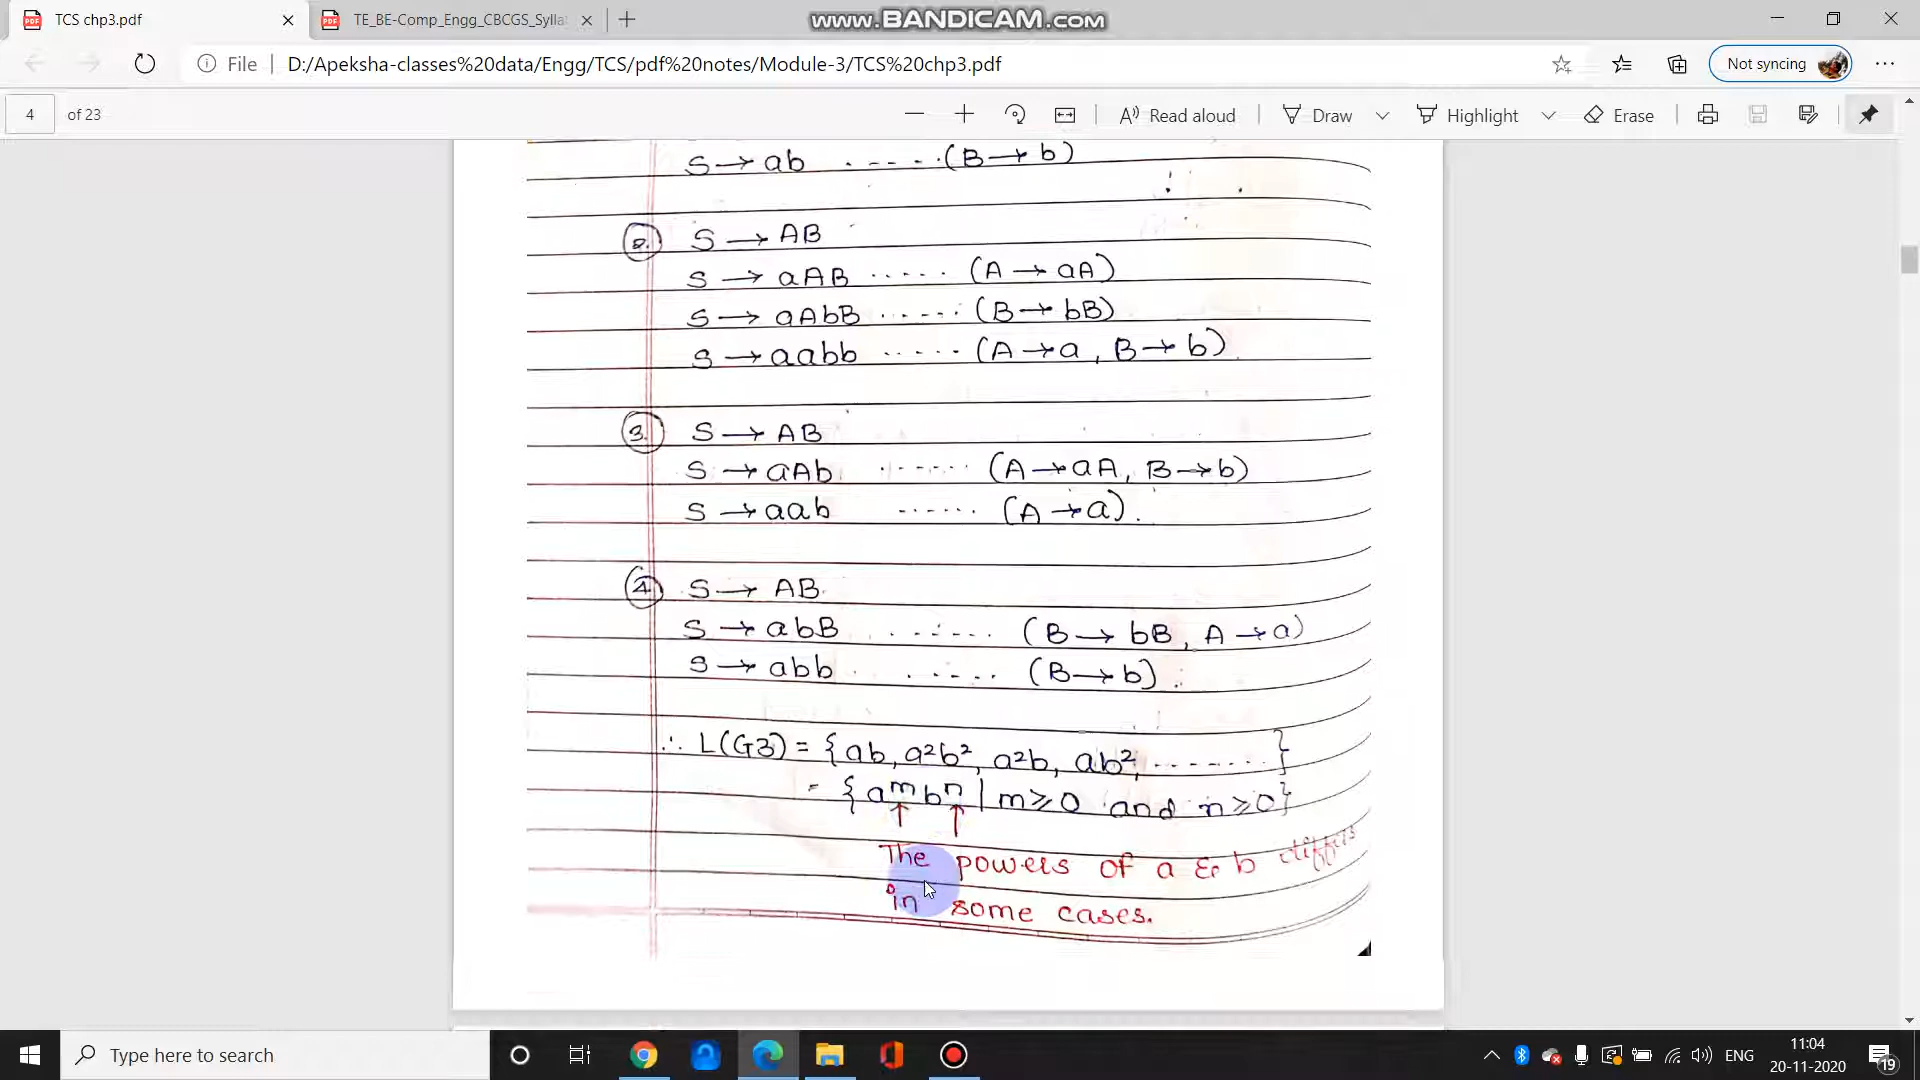 TCS chp3.pdf
TE_BE-Comp_Engg_CBCGS_Sylla
www.BANDICAM.com
File D:/Apeksha-classes%20data/Engg/TCS/pdf%20notes/Module-3/TCS%20chp3.pdf
Not syncing
4 of 23
Read aloud Draw Highlight Erase
S → ab ..... (B → b)
2. S → AB
S → aAB ..... (A → aA)
S → aAbB ..... (B → bB)
S → aabb ..... (A → a, B → b)
3. S → AB
S → aAb ...... (A → aA, B → b)
S → aab ...... (A → a).
4. S → AB
S → abB ...... (B → bB, A → a)
S → abb ...... (B → b).
∴ L(G3) = {ab, a²b², a²b, ab², .......}
= {aᵐbⁿ | m ≥ 0 and n ≥ 0}
The powers of a & b differs
in some cases.
Type here to search
ENG
11:04
20-11-2020
19